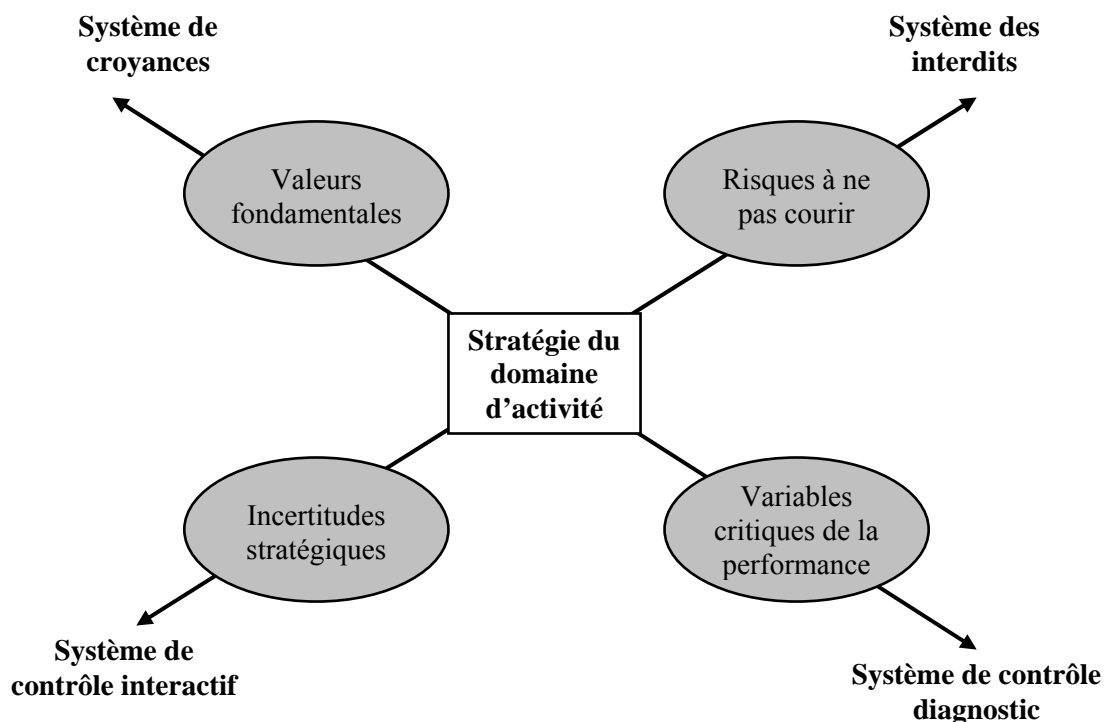 Système de
croyances
Système des
interdits
Valeurs
fondamentales
Risques à ne
pas courir
Stratégie du
domaine
d’activité
Incertitudes
stratégiques
Variables
critiques de la
performance
Système de
contrôle interactif
Système de contrôle
diagnostic